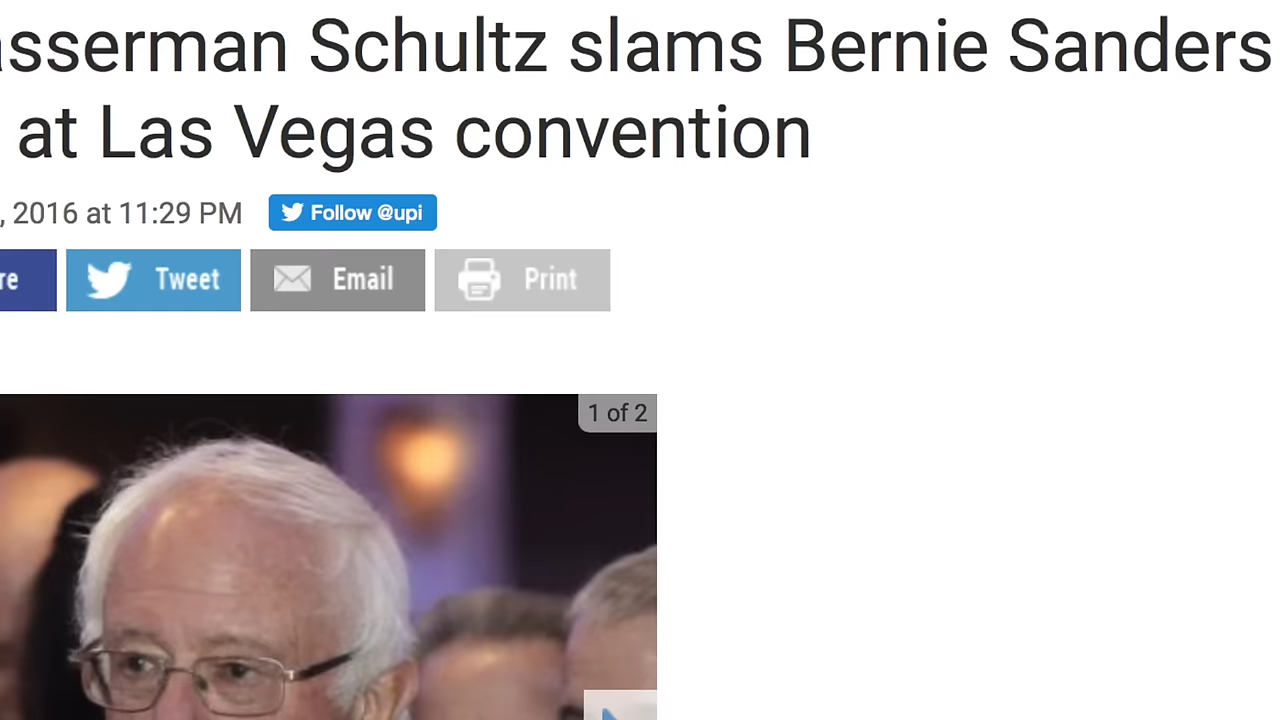 asserman Schultz slams Bernie Sanders
at Las Vegas convention
, 2016 at 11:29 PM
Follow @upi
re
Tweet
Email
Print
1 of 2